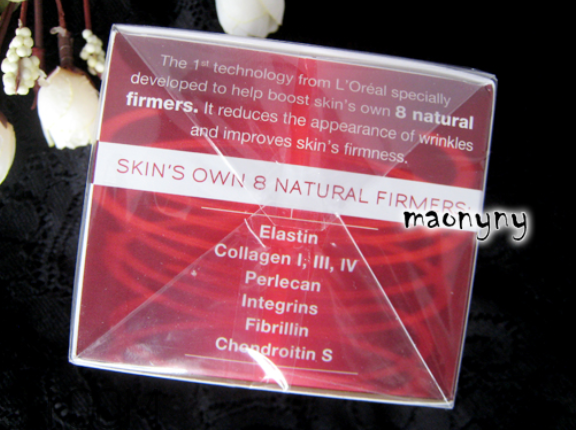 The 1st technology from L'Oréal specially
developed to help boost skin's own 8 natural
firmers. It reduces the appearance of wrinkles
and improves skin's firmness.
SKIN'S OWN 8 NATURAL FIRMERS:
maonyny
Elastin
Collagen I, III, IV
Perlecan
Integrins
Fibrillin
Chondroitin S